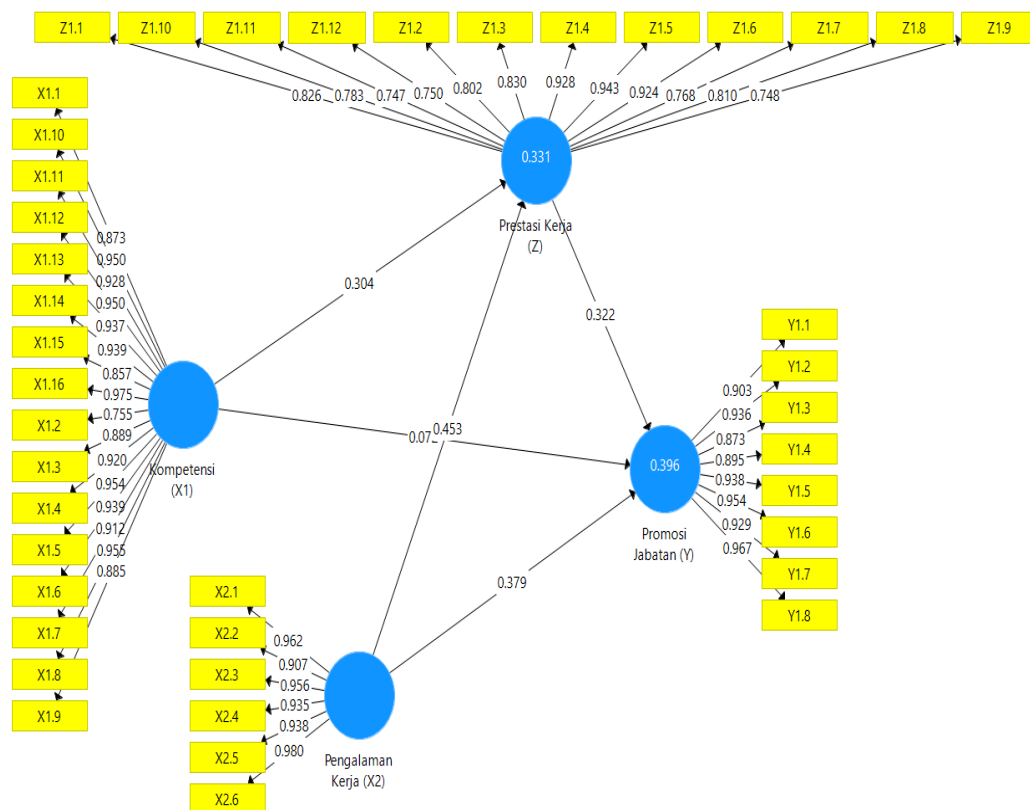 Z1.1
Z1.10
Z1.11
Z1.12
Z1.2
Z1.3
Z1.4
Z1.5
Z1.6
Z1.7
Z1.8
Z1.9
0.826
0.783
0.747
0.750
0.802
0.830
0.928
0.943
0.924
0.768
0.810
0.748
0.331
Prestasi Kerja
(Z)
X1.1
X1.10
X1.11
X1.12
X1.13
X1.14
X1.15
X1.16
X1.2
X1.3
X1.4
X1.5
X1.6
X1.7
X1.8
X1.9
0.873
0.950
0.928
0.950
0.937
0.939
0.857
0.975
0.755
0.889
0.920
0.954
0.939
0.912
0.955
0.885
Kompetensi
(X1)
0.304
0.322
0.453
0.379
0.396
Promosi
Jabatan (Y)
Y1.1
Y1.2
Y1.3
Y1.4
Y1.5
Y1.6
Y1.7
Y1.8
0.903
0.936
0.873
0.895
0.938
0.954
0.929
0.967
X2.1
X2.2
X2.3
X2.4
X2.5
X2.6
0.962
0.907
0.956
0.935
0.938
0.980
Pengalaman
Kerja (X2)